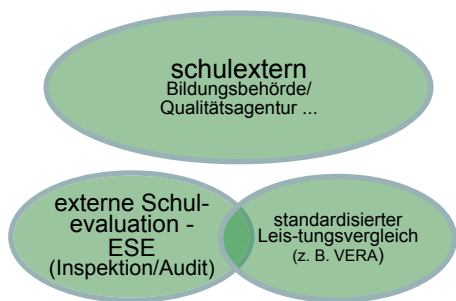 schulextern
Bildungsbehörde/
Qualitätsagentur ...
externe Schul-
evaluation -
ESE
(Inspektion/Audit)
standardisierter
Leis-tungsvergleich
(z. B. VERA)